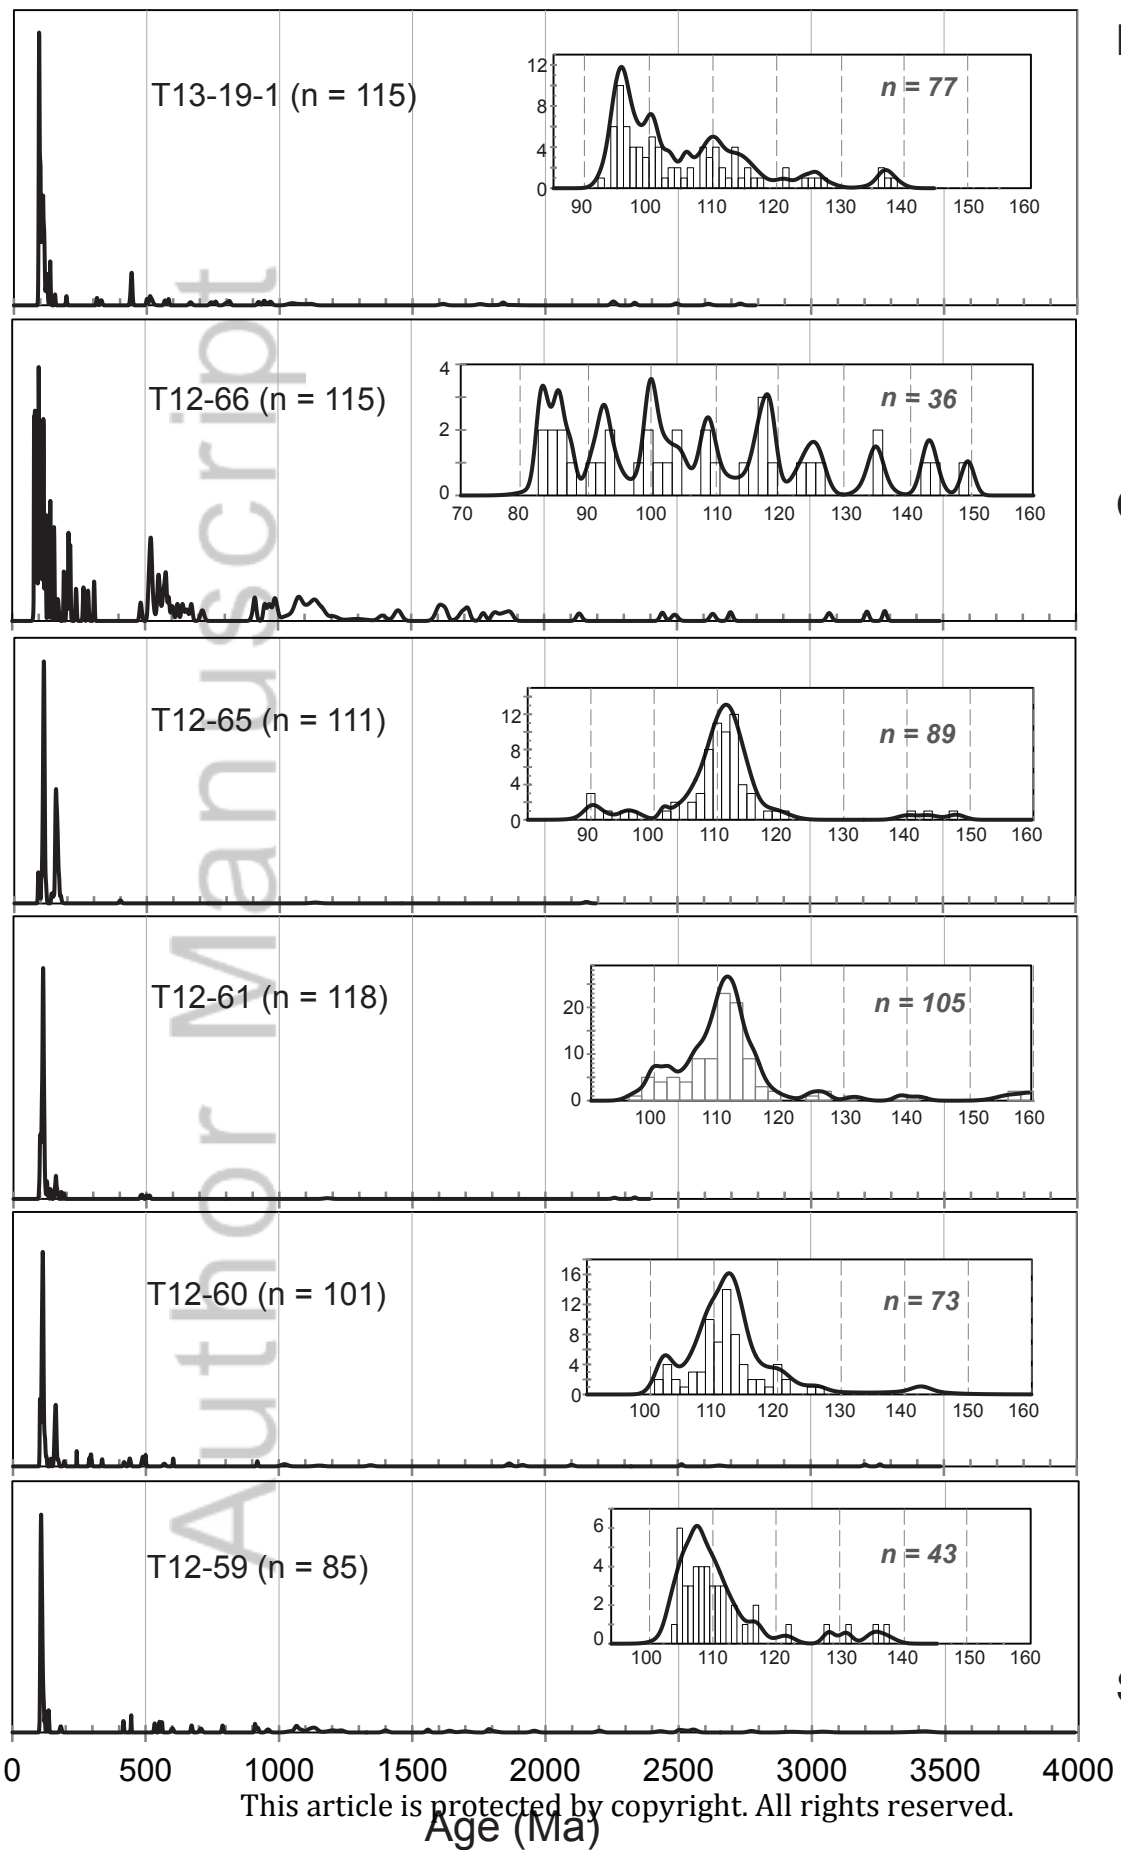 T13-19-1 (n = 115)
n = 77
12
8
4
0
90 100 110 120 130 140 150 160
T12-66 (n = 115)
n = 36
4
2
0
70 80 90 100 110 120 130 140 150 160
T12-65 (n = 111)
n = 89
12
8
4
0
90 100 110 120 130 140 150 160
T12-61 (n = 118)
n = 105
20
10
0
100 110 120 130 140 150 160
T12-60 (n = 101)
n = 73
16
12
8
4
0
100 110 120 130 140 150 160
T12-59 (n = 85)
n = 43
6
4
2
0
100 110 120 130 140 150 160
0 500 1000 1500 2000 2500 3000 3500 4000
Age (Ma)
This article is protected by copyright. All rights reserved.
Author Manuscript